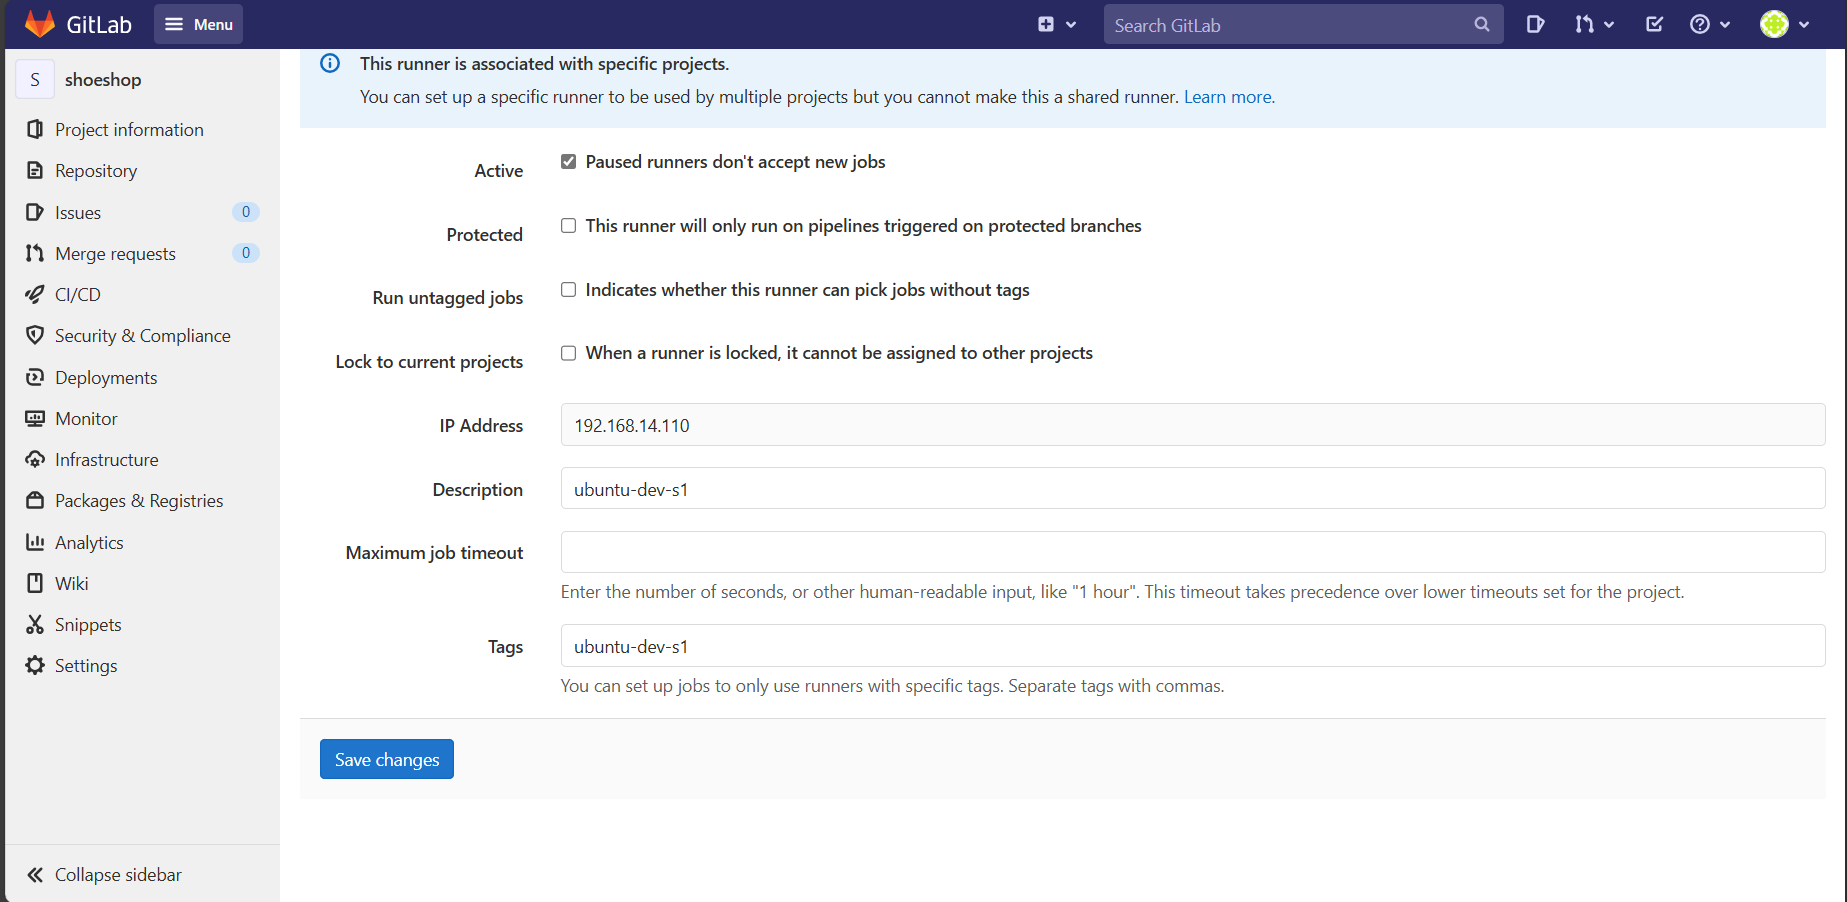 GitLab
Menu
Search GitLab
S shoeshop
Project information
Repository
Issues 0
Merge requests 0
CI/CD
Security & Compliance
Deployments
Monitor
Infrastructure
Packages & Registries
Analytics
Wiki
Snippets
Settings
Collapse sidebar
This runner is associated with specific projects.
You can set up a specific runner to be used by multiple projects but you cannot make this a shared runner. Learn more.
Active Paused runners don't accept new jobs
Protected This runner will only run on pipelines triggered on protected branches
Run untagged jobs Indicates whether this runner can pick jobs without tags
Lock to current projects When a runner is locked, it cannot be assigned to other projects
IP Address 192.168.14.110
Description ubuntu-dev-s1
Maximum job timeout
Enter the number of seconds, or other human-readable input, like "1 hour". This timeout takes precedence over lower timeouts set for the project.
Tags ubuntu-dev-s1
You can set up jobs to only use runners with specific tags. Separate tags with commas.
Save changes